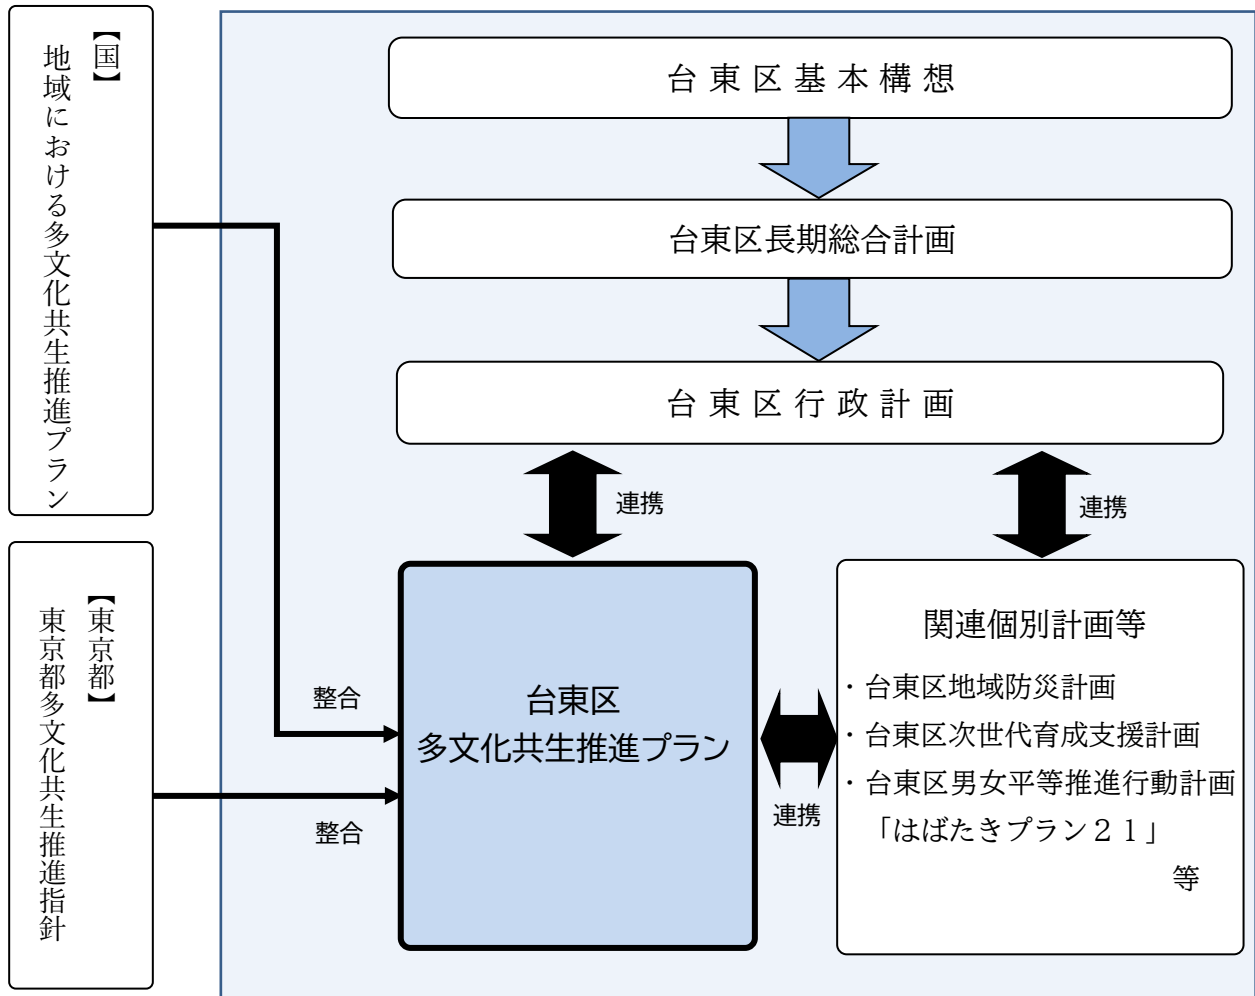 【国】
地域における多文化共生推進プラン
【東京都】
東京都多文化共生推進指針
台東区基本構想
台東区長期総合計画
台東区行政計画
連携
連携
整合
整合
台東区
多文化共生推進プラン
連携
関連個別計画等
・台東区地域防災計画
・台東区次世代育成支援計画
・台東区男女平等推進行動計画
「はばたきプラン２１」
等